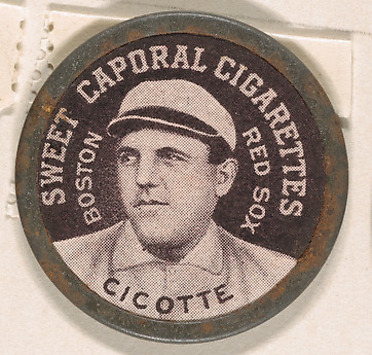 SWEET CAPORAL CIGARETTES
BOSTON
RED SOX
CICOTTE